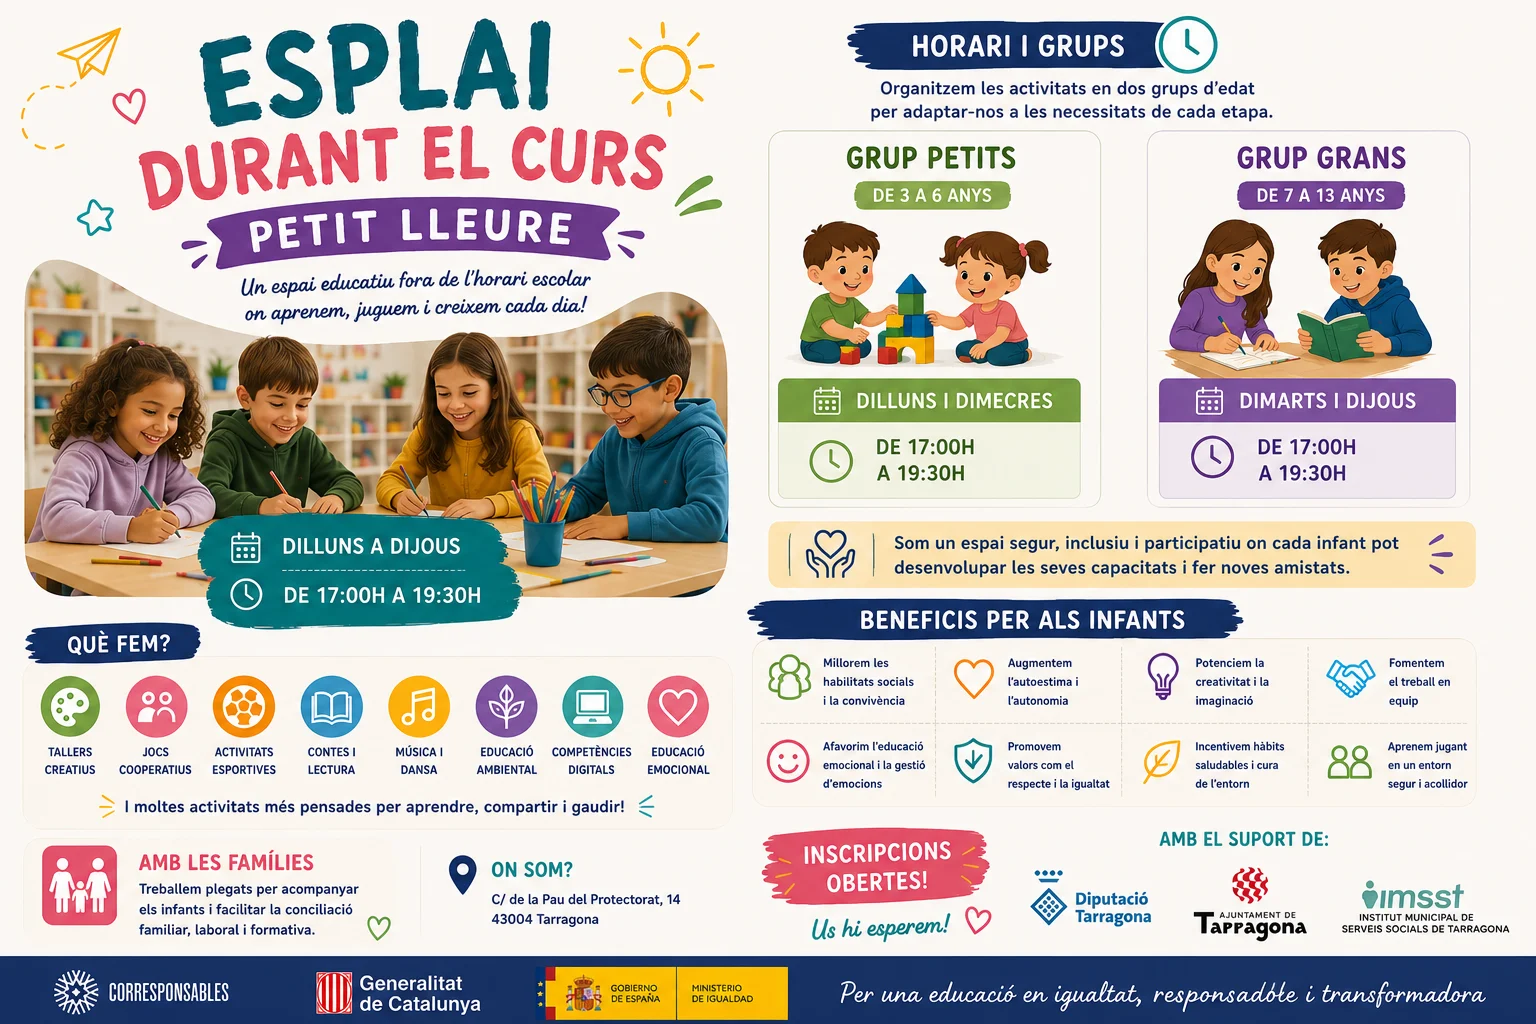 ESPLAI
DURANT EL CURS
PETIT LLEURE
Un espai educatiu fora de l'horari escolar
on aprenem, juguem i creixem cada dia!
DILLUNS A DIJOUS
DE 17:00H A 19:30H
QUÈ FEM?
TALLERS
CREATIUS
JOCS
COOPERATIUS
ACTIVITATS
ESPORTIVES
CONTES I
LECTURA
MÚSICA I
DANSA
EDUCACIÓ
AMBIENTAL
COMPETÈNCIES
DIGITALS
EDUCACIÓ
EMOCIONAL
I moltes activitats més pensades per aprendre, compartir i gaudir!
AMB LES FAMÍLIES
Treballem plegats per acompanyar
els infants i facilitar la conciliació
familiar, laboral i formativa.
ON SOM?
C/ de la Pau del Protectorat, 14
43004 Tarragona
HORARI I GRUPS
Organitzem les activitats en dos grups d'edat
per adaptar-nos a les necessitats de cada etapa.
GRUP PETITS
DE 3 A 6 ANYS
DILLUNS I DIMECRES
DE 17:00H
A 19:30H
GRUP GRANS
DE 7 A 13 ANYS
DIMARTS I DIJOUS
DE 17:00H
A 19:30H
Som un espai segur, inclusiu i participatiu on cada infant pot
desenvolupar les seves capacitats i fer noves amistats.
BENEFICIS PER ALS INFANTS
Millorem les
habilitats socials
i la convivència
Augmentem
l'autoestima i
l'autonomia
Potenciem la
creativitat i la
imaginació
Fomentem
el treball en
equip
Afavorim l'educació
emocional i la gestió
d'emocions
Promovem
valors com el
respecte i la igualtat
Incentivem hàbits
saludables i cura
de l'entorn
Aprenem jugant
en un entorn
segur i acollidor
INSCRIPCIONS
OBERTES!
Us hi esperem!
AMB EL SUPORT DE:
Diputació
Tarragona
AJUNTAMENT DE
Tarragona
imsst
INSTITUT MUNICIPAL DE
SERVEIS SOCIALS DE TARRAGONA
CORRESPONSABLES
Generalitat
de Catalunya
GOBIERNO
DE ESPAÑA
MINISTERIO
DE IGUALDAD
Per una educació en igualtat, responsable i transformadora